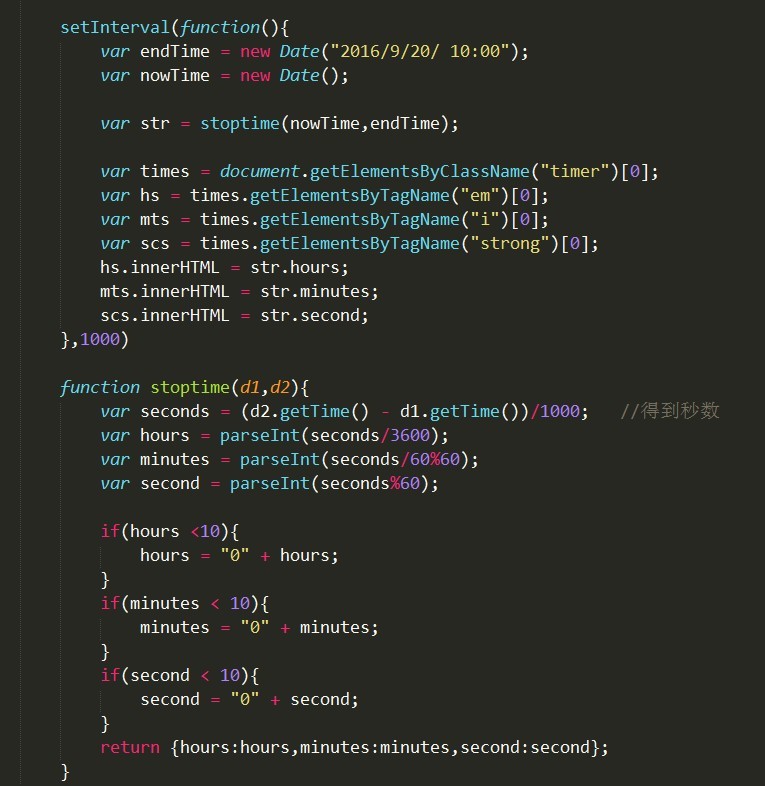 setInterval(function(){
var endTime = new Date("2016/9/20/ 10:00");
var nowTime = new Date();
var str = stoptime(nowTime,endTime);
var times = document.getElementsByClassName("timer")[0];
var hs = times.getElementsByTagName("em")[0];
var mts = times.getElementsByTagName("i")[0];
var scs = times.getElementsByTagName("strong")[0];
hs.innerHTML = str.hours;
mts.innerHTML = str.minutes;
scs.innerHTML = str.second;
},1000)
function stoptime(d1,d2){
var seconds = (d2.getTime() - d1.getTime())/1000; //得到秒数
var hours = parseInt(seconds/3600);
var minutes = parseInt(seconds/60%60);
var second = parseInt(seconds%60);
if(hours <10){
hours = "0" + hours;
}
if(minutes < 10){
minutes = "0" + minutes;
}
if(second < 10){
second = "0" + second;
}
return {hours:hours,minutes:minutes,second:second};
}